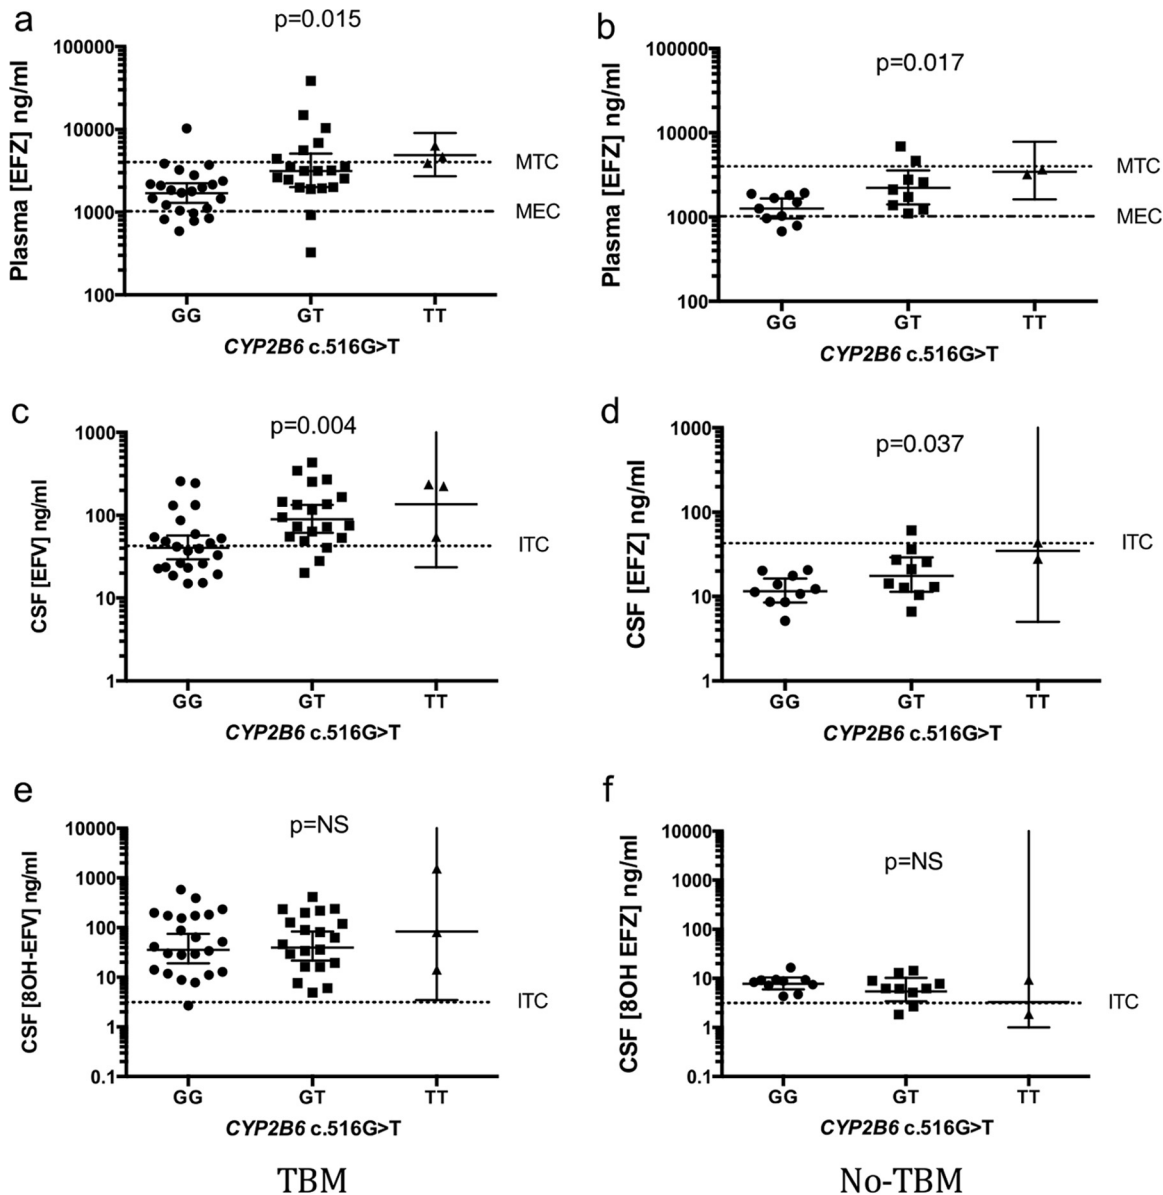 a
p=0.015
Plasma [EFZ] ng/ml
100000
10000
1000
100
MTC
MEC
GG GT TT
CYP2B6 c.516G>T
b
p=0.017
Plasma [EFZ] ng/ml
100000
10000
1000
100
MTC
MEC
GG GT TT
CYP2B6 c.516G>T
c
p=0.004
CSF [EFV] ng/ml
1000
100
10
1
ITC
GG GT TT
CYP2B6 c.516G>T
d
p=0.037
CSF [EFZ] ng/ml
1000
100
10
1
ITC
GG GT TT
CYP2B6 c.516G>T
e
p=NS
CSF [8OH-EFV] ng/ml
10000
1000
100
10
1
0.1
ITC
GG GT TT
CYP2B6 c.516G>T
TBM
f
p=NS
CSF [8OH EFZ] ng/ml
10000
1000
100
10
1
0.1
ITC
GG GT TT
CYP2B6 c.516G>T
No-TBM